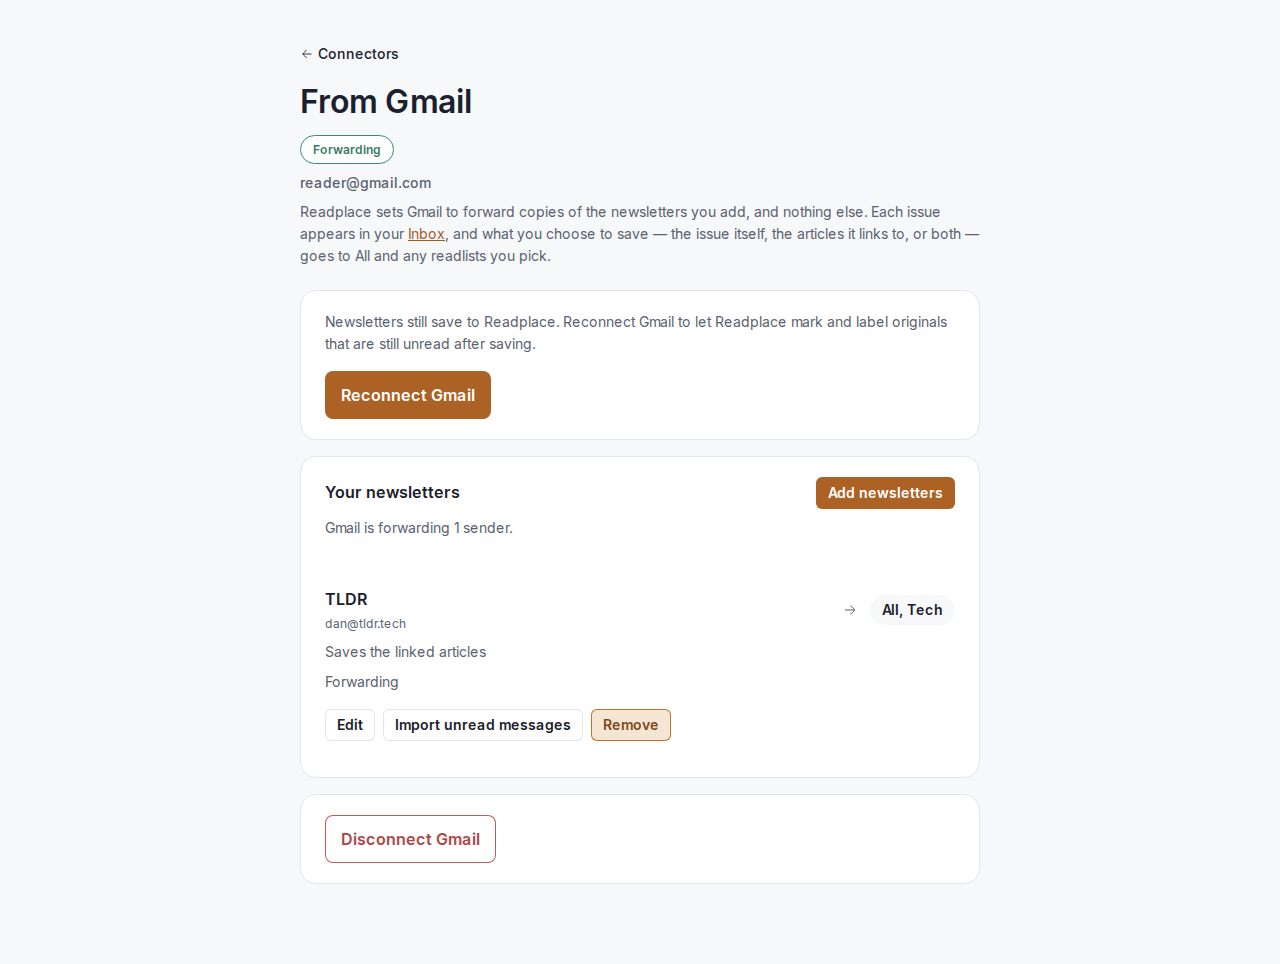 ← Connectors
From Gmail
Forwarding
reader@gmail.com
Readplace sets Gmail to forward copies of the newsletters you add, and nothing else. Each issue
appears in your Inbox, and what you choose to save — the issue itself, the articles it links to, or both —
goes to All and any readlists you pick.
Newsletters still save to Readplace. Reconnect Gmail to let Readplace mark and label originals
that are still unread after saving.
Reconnect Gmail
Your newsletters
Add newsletters
Gmail is forwarding 1 sender.
TLDR
→ All, Tech
dan@tldr.tech
Saves the linked articles
Forwarding
Edit Import unread messages Remove
Disconnect Gmail